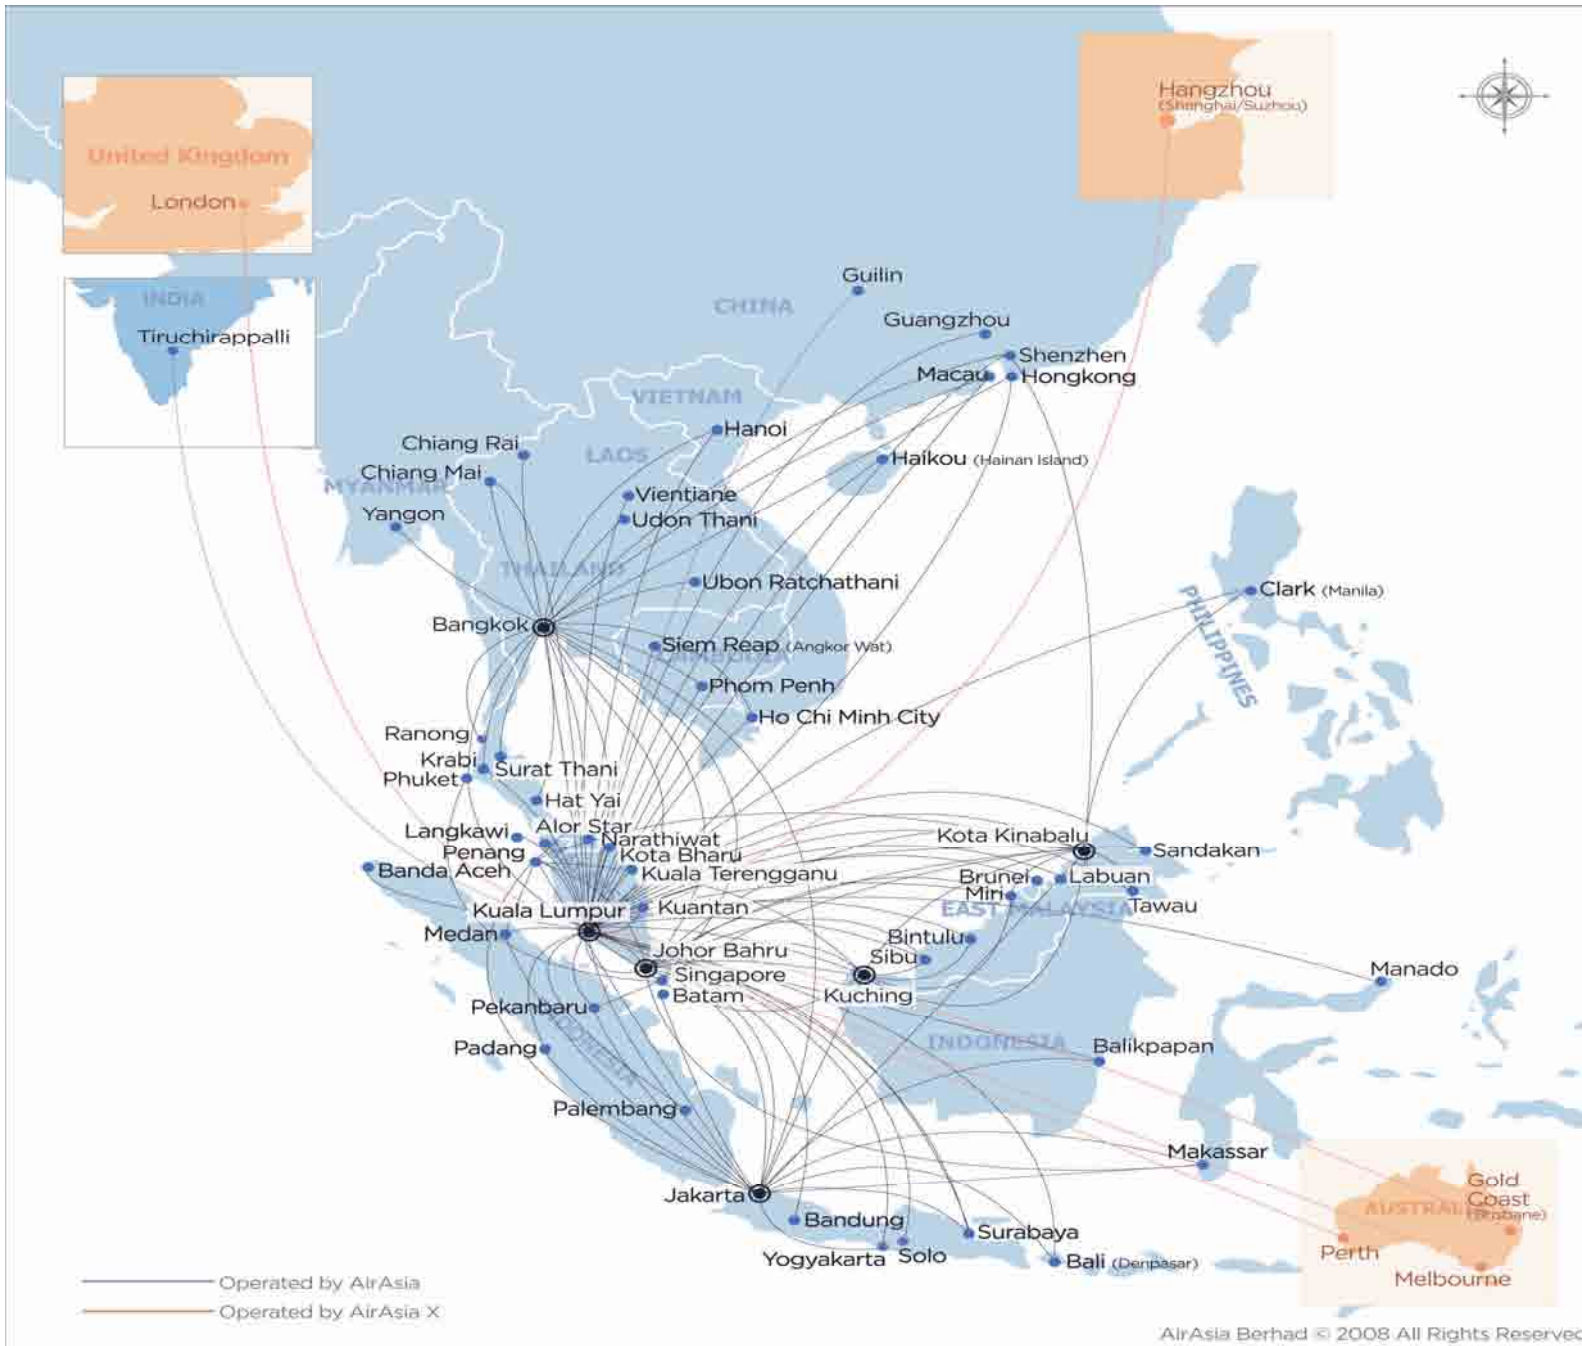 Hangzhou
(Shanghai/Suzhou)
United Kingdom
London
INDIA
Tiruchirappalli
Guilin
CHINA
Guangzhou
Shenzhen
Macau
Hongkong
VIETNAM
Hanoi
Chiang Rai
LAOS
Haikou (Hainan Island)
Chiang Mai
MYANMAR
Vientiane
Yangon
Udon Thani
THAILAND
Ubon Ratchathani
Clark (Manila)
PHILIPPINES
Bangkok
Siem Reap (Angkor Wat)
CAMBODIA
Phom Penh
Ho Chi Minh City
Ranong
Krabi
Surat Thani
Phuket
Hat Yai
Langkawi
Alor Star
Narathiwat
Kota Kinabalu
Penang
Kota Bharu
Sandakan
Banda Aceh
Kuala Terengganu
Brunei
Labuan
Miri
Tawau
Kuala Lumpur
Kuantan
EAST MALAYSIA
Medan
Bintulu
Johor Bahru
Sibu
Singapore
Manado
Batam
Kuching
Pekanbaru
INDONESIA
INDONESIA
Padang
Balikpapan
Palembang
Makassar
Jakarta
Gold
Coast
(Brisbane)
AUSTRAL
Bandung
Surabaya
Perth
Yogyakarta
Solo
Bali (Denpasar)
Melbourne
Operated by AirAsia
Operated by AirAsia X
AirAsia Berhad © 2008 All Rights Reserved